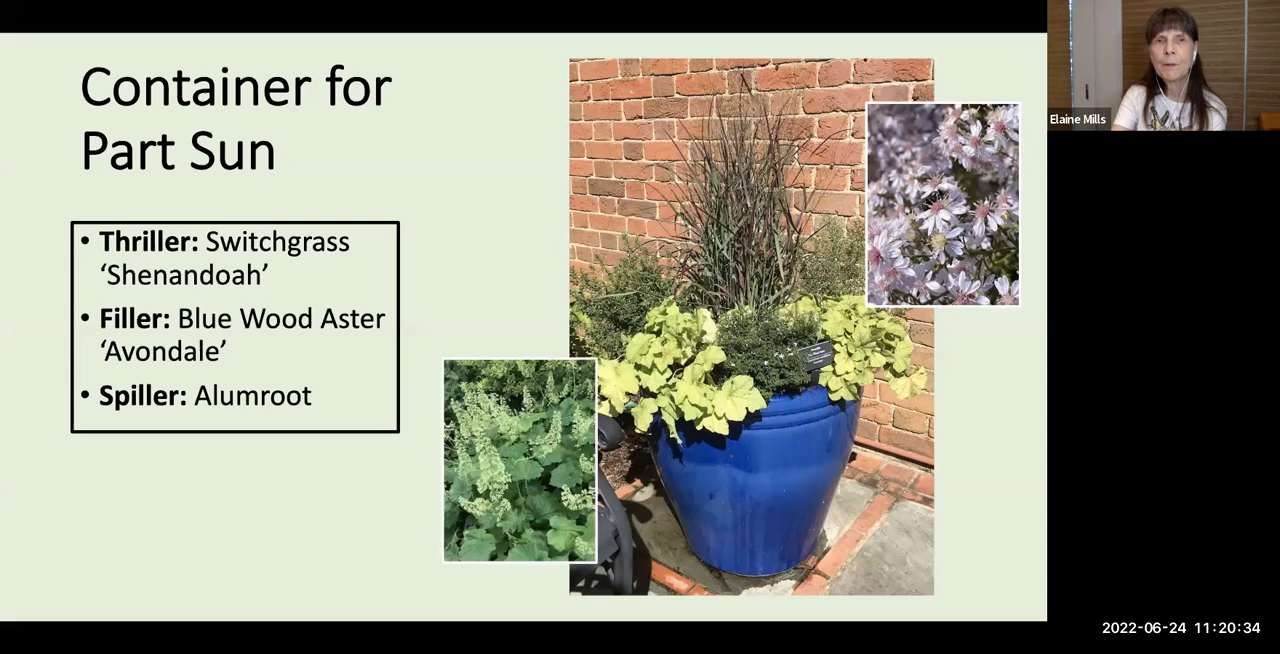 Container for
Part Sun
• Thriller: Switchgrass
‘Shenandoah’
• Filler: Blue Wood Aster
‘Avondale’
• Spiller: Alumroot
Elaine Mills
2022-06-24 11:20:34